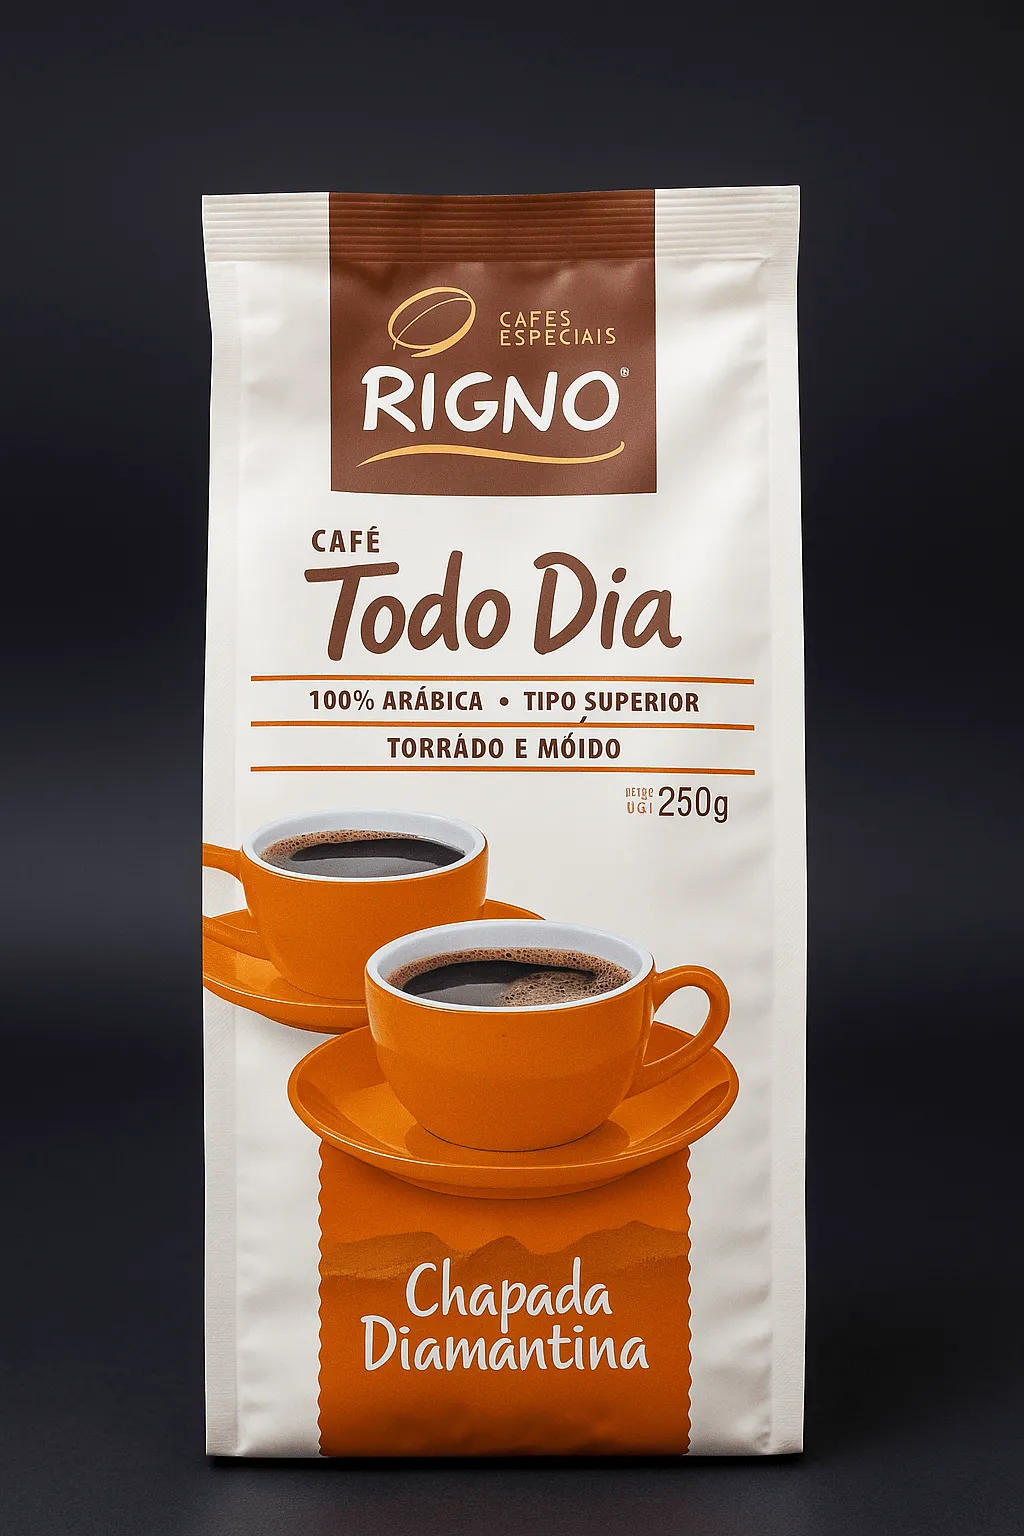 CAFES
ESPECIAIS
RIGNO®
CAFÉ
Todo Dia
100% ARÁBICA • TIPO SUPERIOR
TORRÁDO E MÓIDO
250g
Chapada
Diamantina